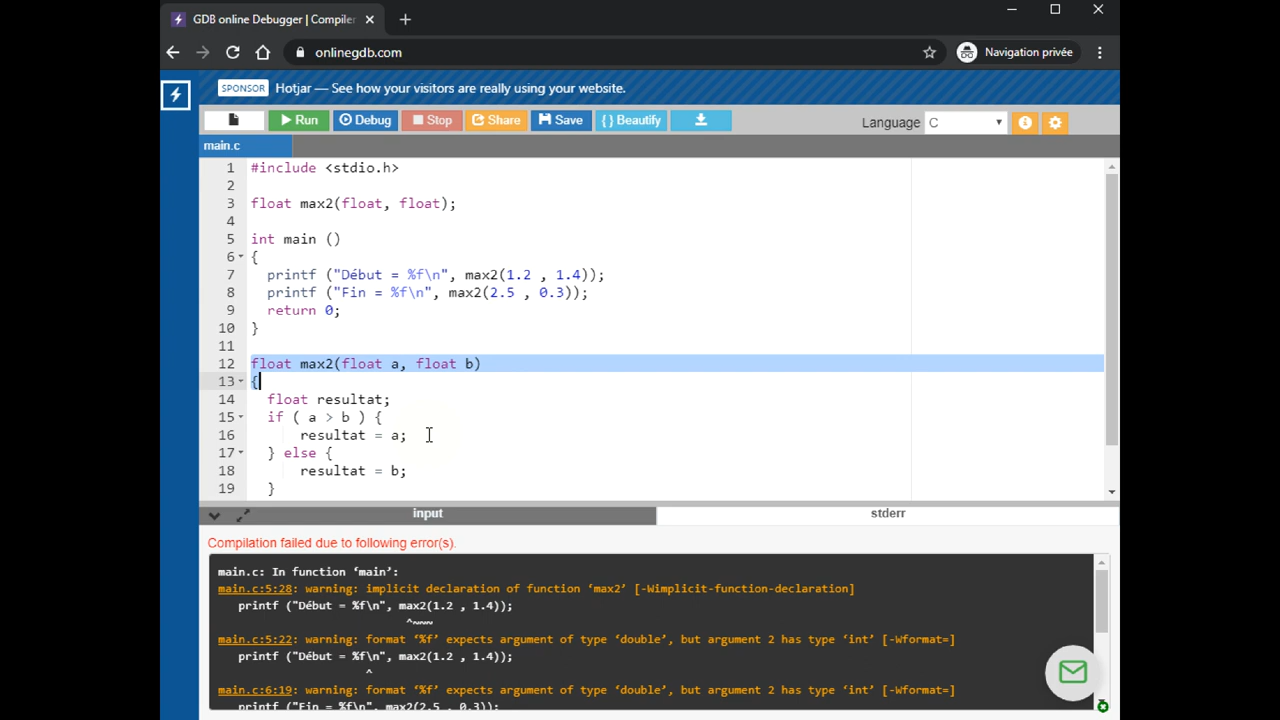 GDB online Debugger | Compiler
onlinegdb.com
Navigation privée
SPONSOR Hotjar — See how your visitors are really using your website.
Run Debug Stop Share Save { } Beautify Language C
main.c
1 #include <stdio.h>
2
3 float max2(float, float);
4
5 int main ()
6 {
7 printf ("Début = %f\n", max2(1.2 , 1.4));
8 printf ("Fin = %f\n", max2(2.5 , 0.3));
9 return 0;
10 }
11
12 float max2(float a, float b)
13 {
14 float resultat;
15 if ( a > b ) {
16 resultat = a;
17 } else {
18 resultat = b;
19 }
input stderr
Compilation failed due to following error(s).
main.c: In function ‘main’:
main.c:5:28: warning: implicit declaration of function ‘max2’ [-Wimplicit-function-declaration]
printf ("Début = %f\n", max2(1.2 , 1.4));
^~~~
main.c:5:22: warning: format ‘%f’ expects argument of type ‘double’, but argument 2 has type ‘int’ [-Wformat=]
printf ("Début = %f\n", max2(1.2 , 1.4));
^
main.c:6:19: warning: format ‘%f’ expects argument of type ‘double’, but argument 2 has type ‘int’ [-Wformat=]
printf ("Fin = %f\n", max2(2.5 , 0.3));